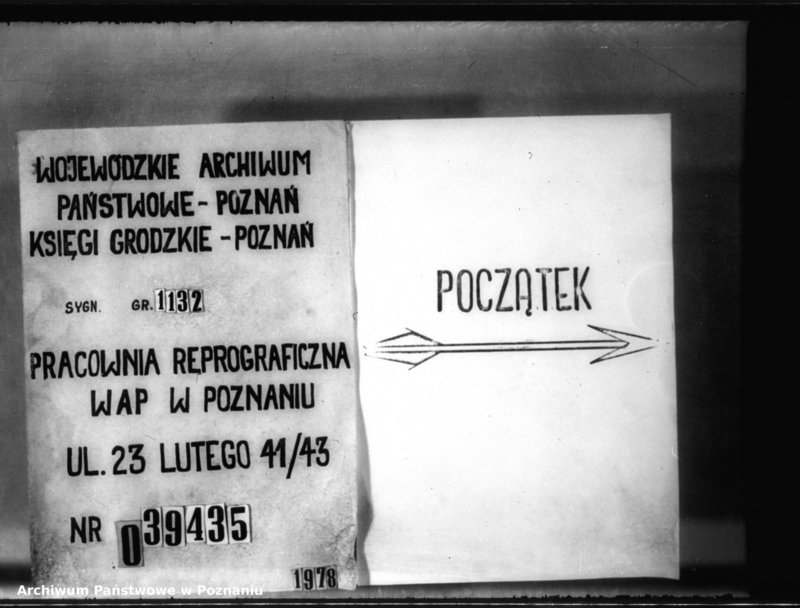 WOJEWÓDZKIE ARCHIWUM
PAŃSTWOWE - POZNAŃ
KSIĘGI GRODZKIE - POZNAŃ
SYGN. GR. 1132
PRACOWNIA REPROGRAFICZNA
WAP W POZNANIU
UL. 23 LUTEGO 41/43
NR 039435
1978
POCZĄTEK
Archiwum Państwowe w Poznaniu